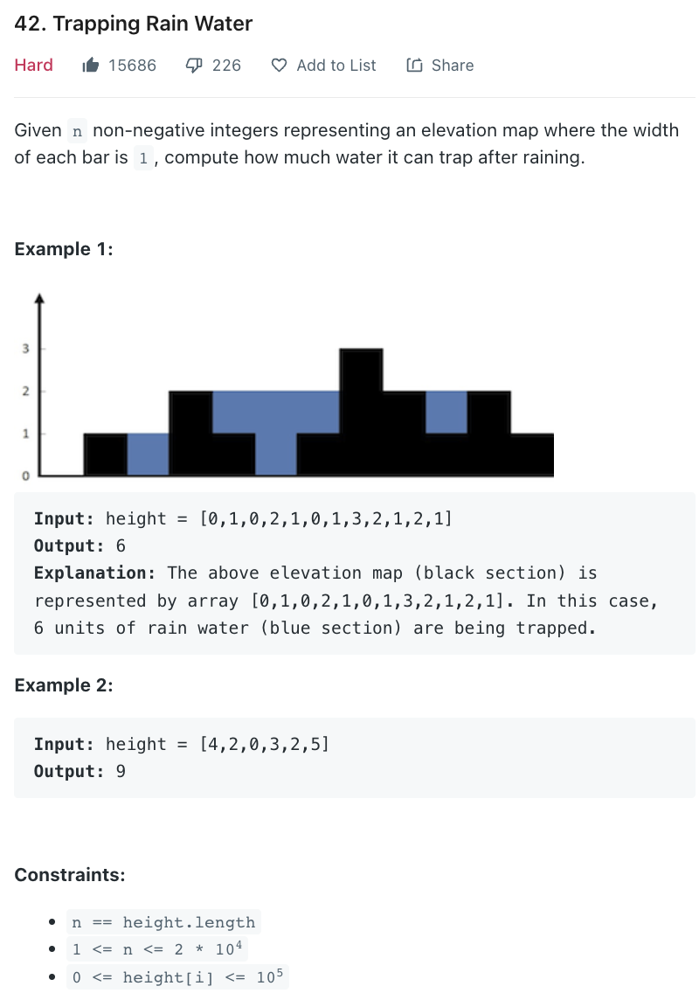 42. Trapping Rain Water
Hard 15686 226 Add to List Share
Given n non-negative integers representing an elevation map where the width
of each bar is 1 , compute how much water it can trap after raining.
Example 1:
3
2
1
0
Input: height = [0,1,0,2,1,0,1,3,2,1,2,1]
Output: 6
Explanation: The above elevation map (black section) is
represented by array [0,1,0,2,1,0,1,3,2,1,2,1]. In this case,
6 units of rain water (blue section) are being trapped.
Example 2:
Input: height = [4,2,0,3,2,5]
Output: 9
Constraints:
• n == height.length
• 1 <= n <= 2 * 10⁴
• 0 <= height[i] <= 10⁵